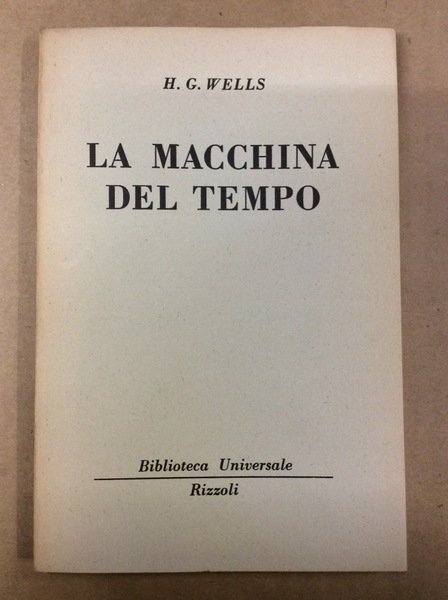 H. G. WELLS
LA MACCHINA
DEL TEMPO
Biblioteca Universale
Rizzoli